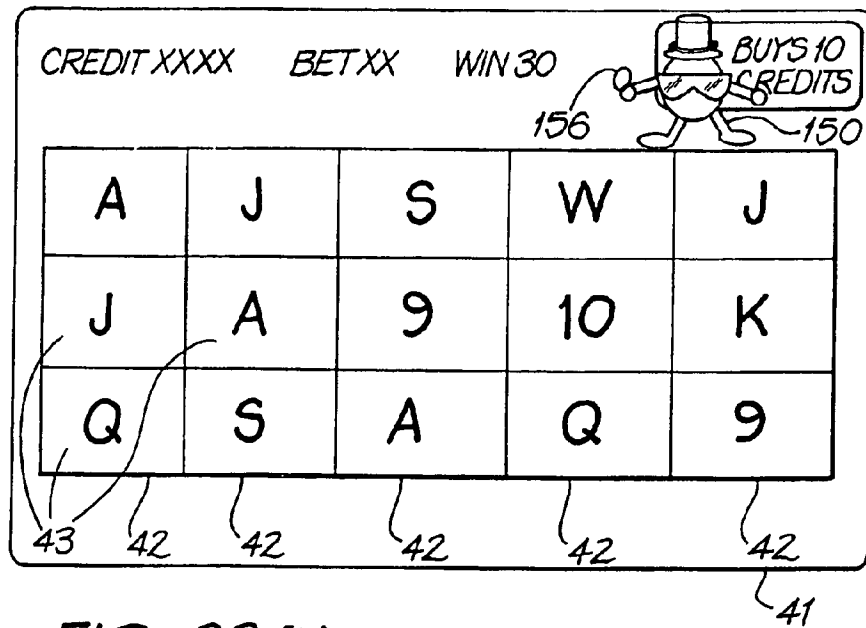 CREDIT XXXX BET XX WIN 30 BUYS 10
CREDITS
156
150
A J S W J
J A 9 10 K
Q S A Q 9
43 42 42 42 42 42
41